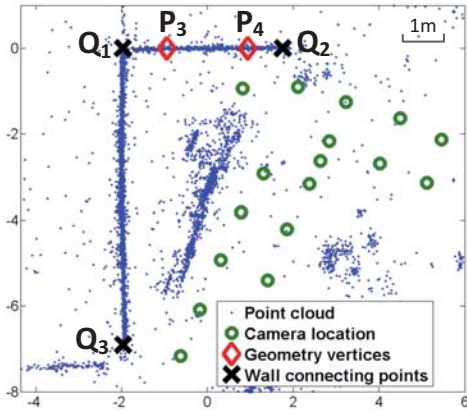 P3 P4
Q1 Q2
1m
0
-2
-4
-6
-8
Q3
Point cloud
Camera location
Geometry vertices
Wall connecting points
-4 -2 0 2 4 6